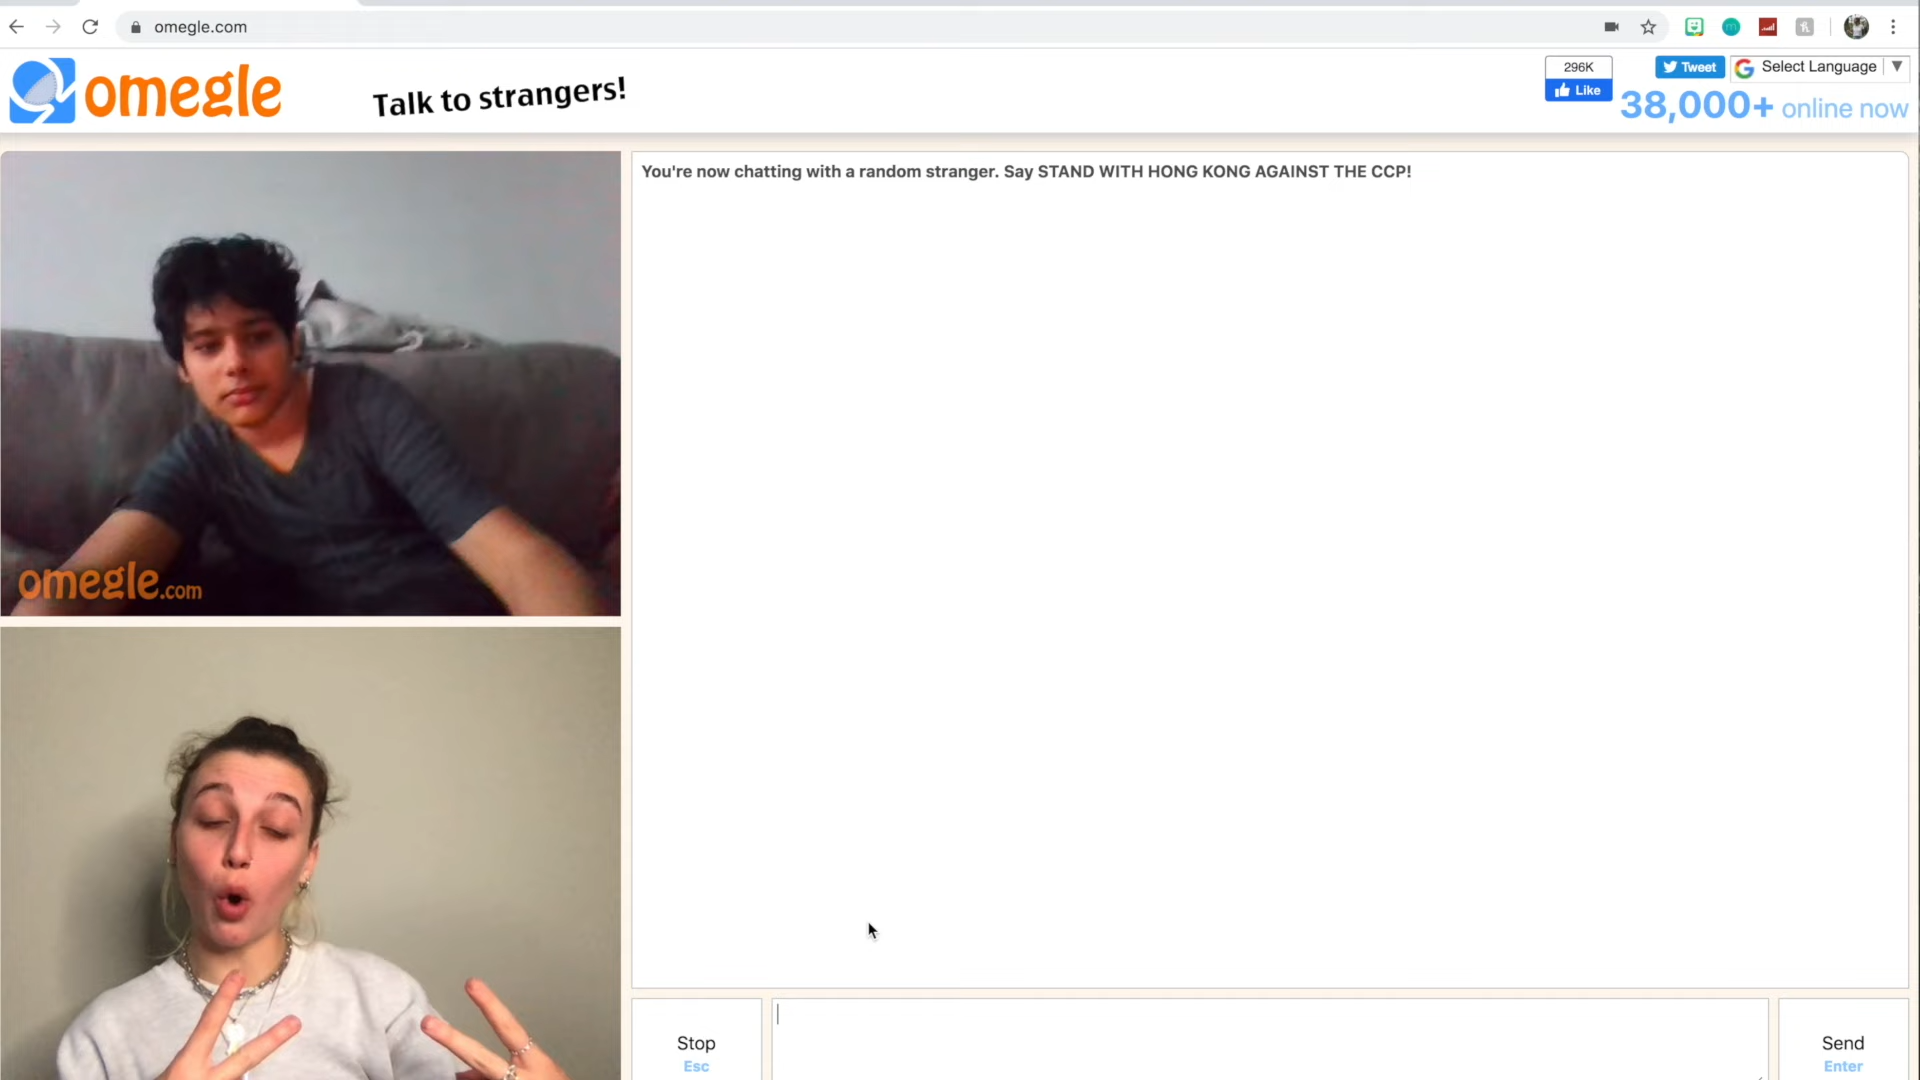 omegle.com
omegle
Talk to strangers!
296K
Like
Tweet
Select Language
38,000+ online now
You're now chatting with a random stranger. Say STAND WITH HONG KONG AGAINST THE CCP!
omegle.com
Stop
Esc
Send
Enter